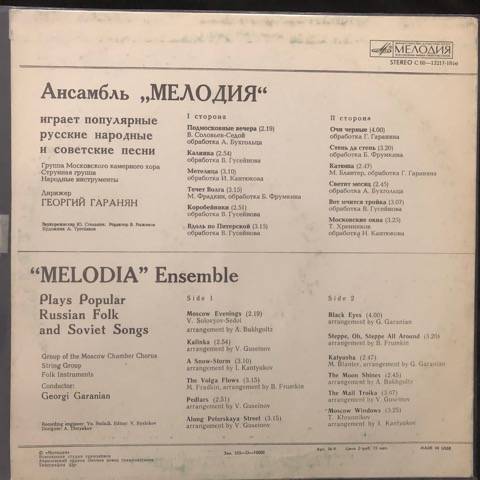 МЕЛОДИЯ
STEREO С 60—12217-18(a)
Ансамбль „МЕЛОДИЯ“
играет популярные
русские народные
и советские песни
Группа Московского камерного хора
Струнная группа
Народные инструменты
Дирижер
ГЕОРГИЙ ГАРАНЯН
I сторона
Подмосковные вечера (2.19)
В. Соловьев-Седой
обработка А. Бухгольца
Калинка (2.54)
обработка В. Гусейнова
Метелица (3.10)
обработка И. Кантюкова
Течет Волга (3.15)
М. Фрадкин, обработка Б. Фрумкина
Коробейники (2.51)
обработка В. Гусейнова
Вдоль по Питерской (3.15)
обработка В. Гусейнова
II сторона
Очи черные (4.00)
обработка Г. Гараняна
Степь да степь (3.20)
обработка Б. Фрумкина
Катюша (2.47)
М. Блантер, обработка Г. Гараняна
Светит месяц (2.45)
обработка А. Бухгольца
Вот мчится тройка (3.07)
обработка В. Гусейнова
Московские окна (3.25)
Т. Хренников
обработка И. Кантюкова
"MELODIA" Ensemble
Plays Popular
Russian Folk
and Soviet Songs
Group of the Moscow Chamber Chorus
String Group
Folk Instruments
Conductor:
Georgi Garanian
Side 1
Moscow Evenings (2.19)
V. Solovyov-Sedoi
arrangement by A. Bukhgoltz
Kalinka (2.54)
arrangement by V. Guseinov
A Snow-Storm (3.10)
arrangement by I. Kantyukov
The Volga Flows (3.15)
M. Fradkin, arrangement by B. Frumkin
Pedlars (2.51)
arrangement by V. Guseinov
Along Peterskaya Street (3.15)
arrangement by V. Guseinov
Side 2
Black Eyes (4.00)
arrangement by G. Garanian
Steppe, Oh, Steppe All Around (3.20)
arrangement by B. Frumkin
Katyusha (2.47)
M. Blanter, arrangement by G. Garanian
The Moon Shines (2.45)
arrangement by A. Bukhgoltz
The Mail Troika (3.07)
arrangement by V. Guseinov
Moscow Windows (3.25)
T. Khrennikov
arrangement by I. Kantyukov
© «Мелодия»
MADE IN USSR